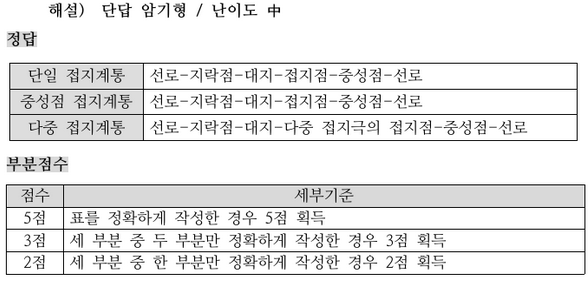 해설) 단답 암기형 / 난이도 中
정답
단일 접지계통 선로-지락점-대지-접지점-중성점-선로
중성점 접지계통 선로-지락점-대지-접지점-중성점-선로
다중 접지계통 선로-지락점-대지-다중 접지극의 접지점-중성점-선로
부분점수
점수 세부기준
5점 표를 정확하게 작성한 경우 5점 획득
3점 세 부분 중 두 부분만 정확하게 작성한 경우 3점 획득
2점 세 부분 중 한 부분만 정확하게 작성한 경우 2점 획득